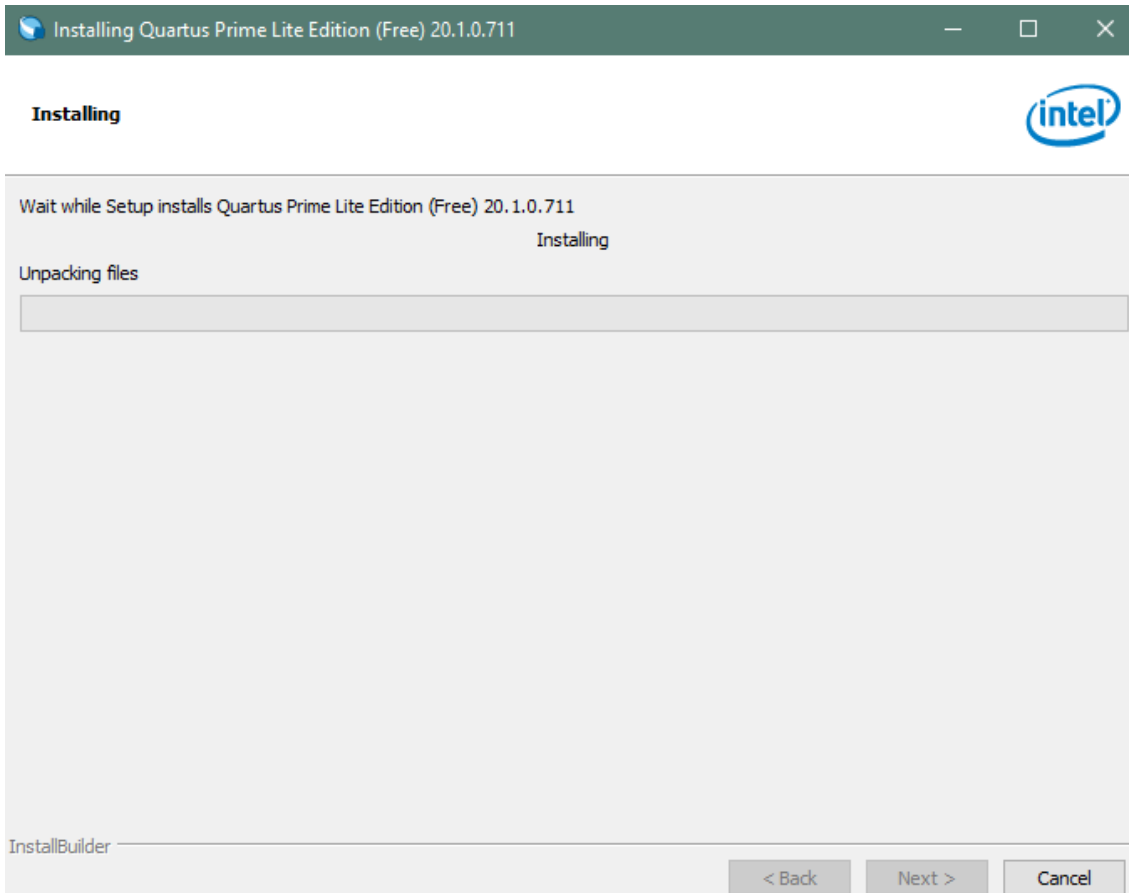 Installing Quartus Prime Lite Edition (Free) 20.1.0.711
Installing
intel
Wait while Setup installs Quartus Prime Lite Edition (Free) 20.1.0.711
Installing
Unpacking files
InstallBuilder
< Back
Next >
Cancel